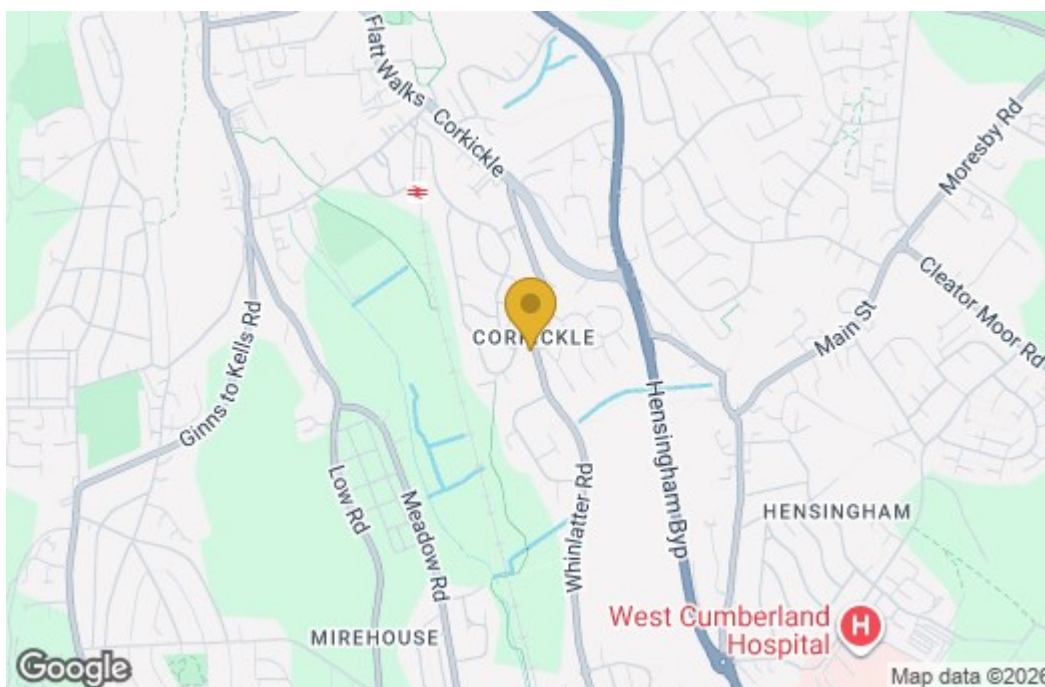 Flatt Walks
Corkickle
Moresby Rd
Cleator Moor Rd
Main St
CORKICKLE
Ginns to Kells Rd
Hensingham Byp
Low Rd
Meadow Rd
Whinlatter Rd
HENSINGHAM
West Cumberland
Hospital
H
MIREHOUSE
Google
Map data ©2026